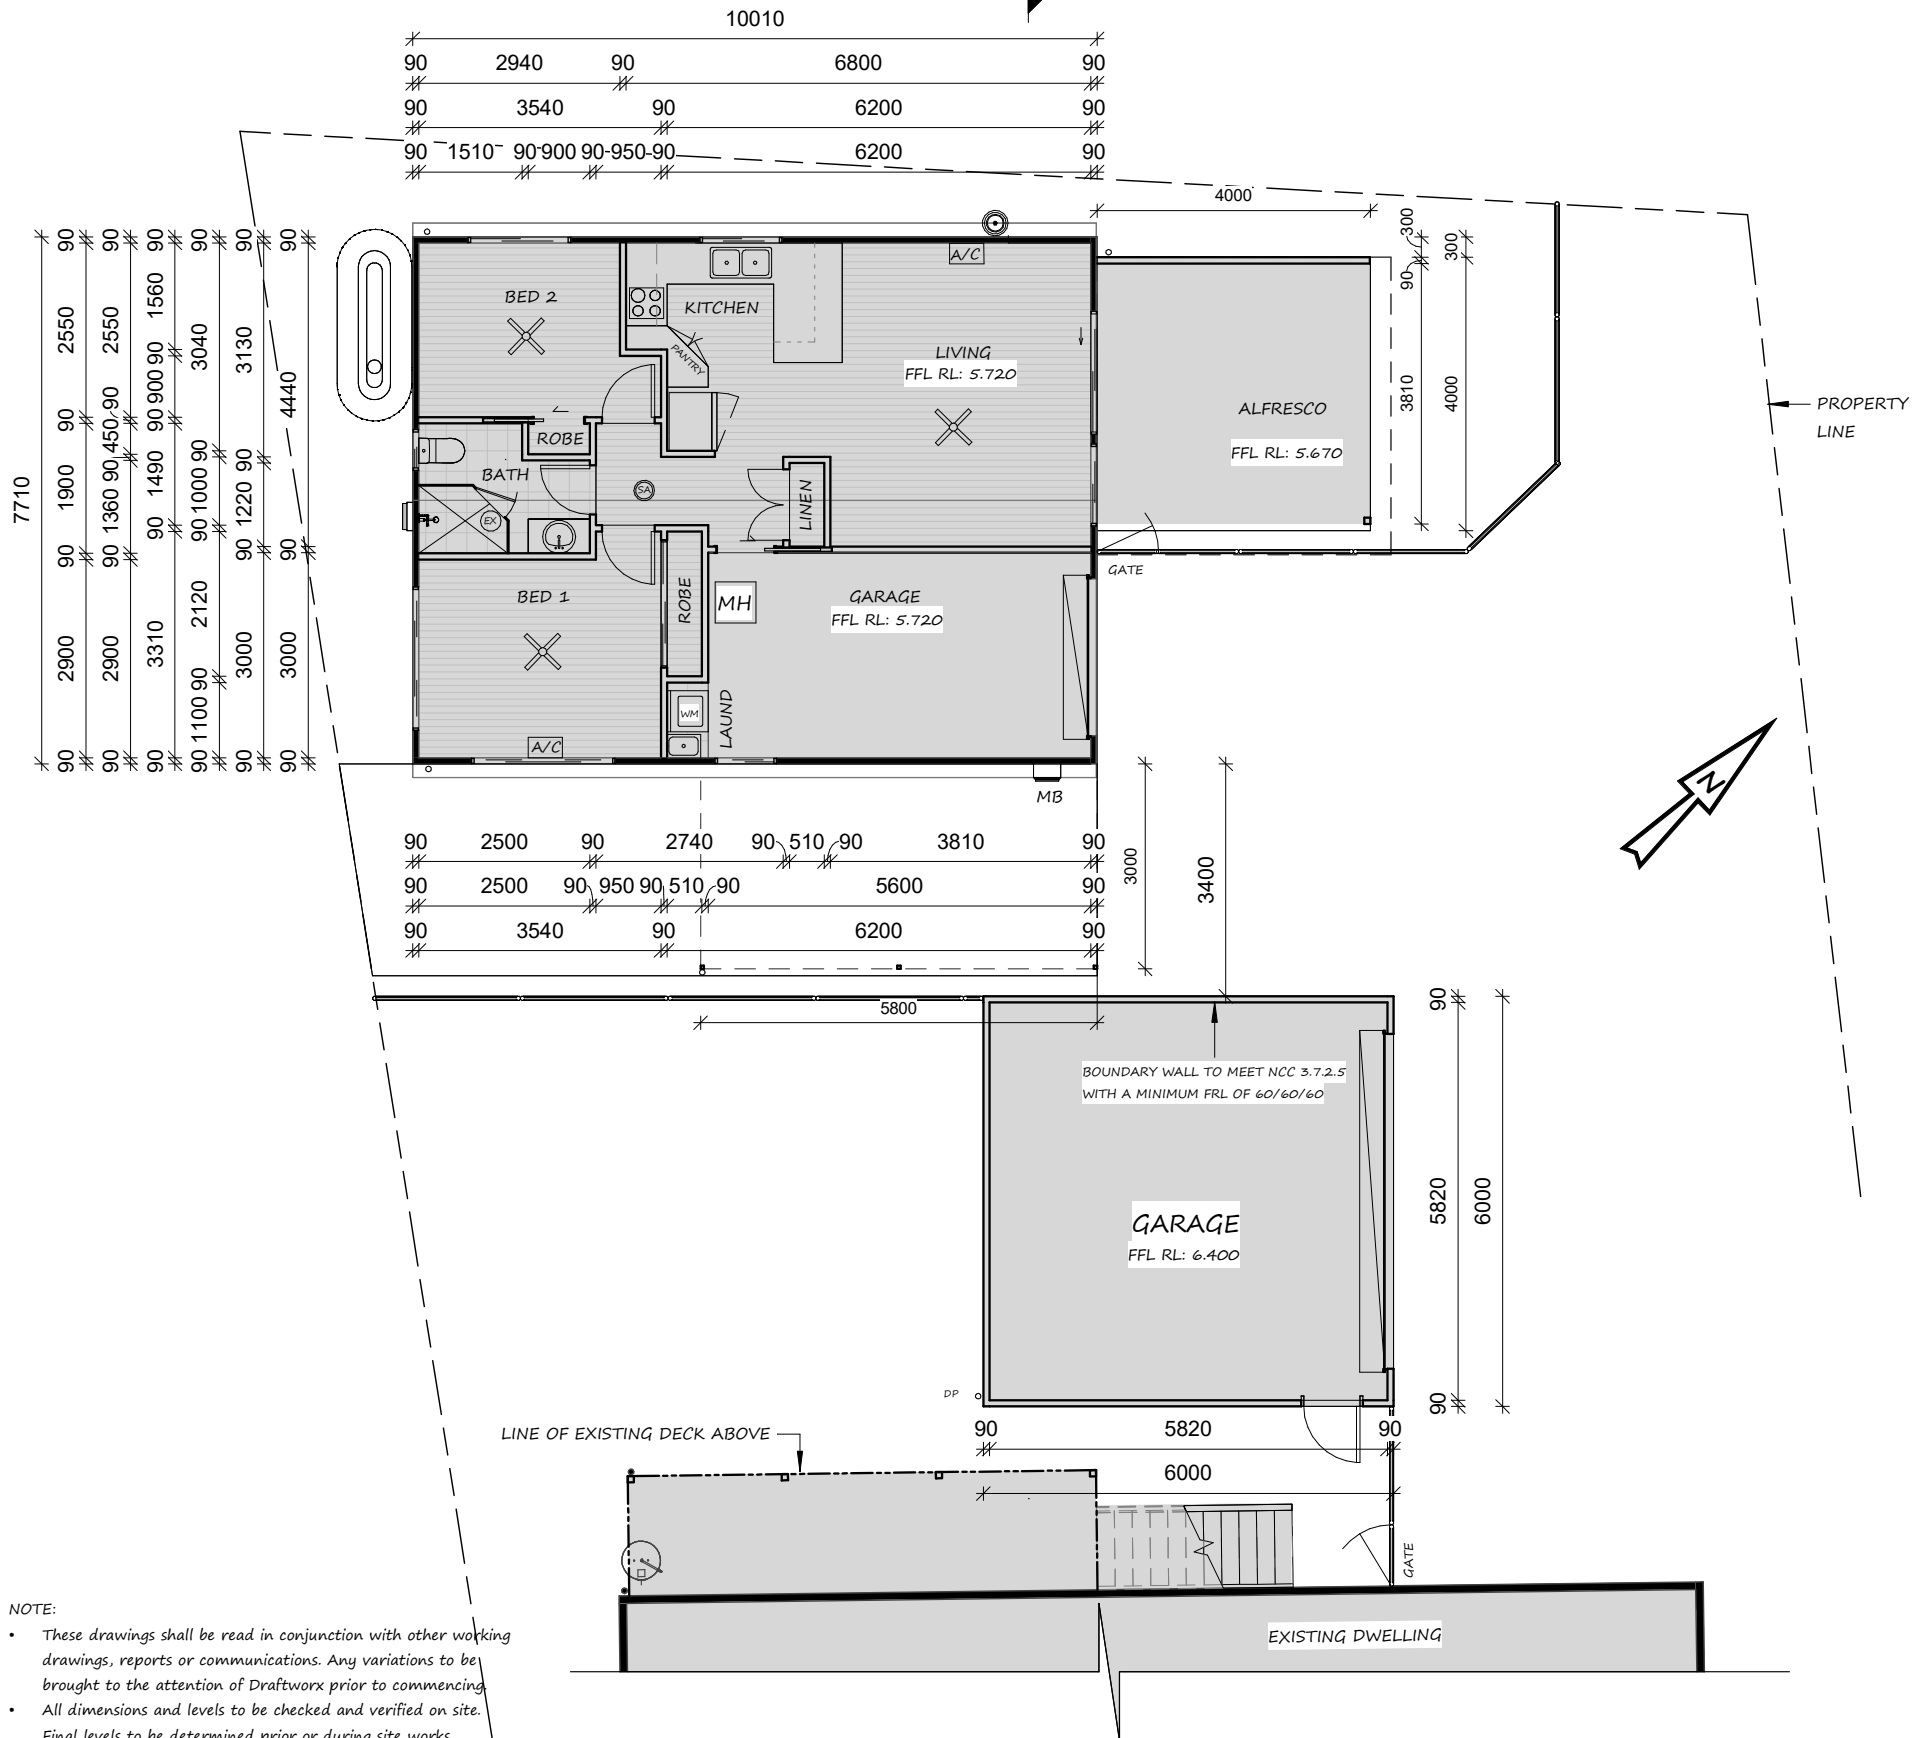 10010
90 2940 90 6800 90
90 3540 90 6200 90
90 1510 90 900 90 950 90 6200 90
4000
7710
90 2550 90 1900 90 2900 90
90 2550 90 450 90 1360 90 2900 90
90 1560 90 900 90 1490 90 3310 90
90 3040 90 1000 90 2120 90 1100 90
90 3130 90 1220 90 3000 90
90 4440 90 3000 90
BED 2
KITCHEN
PANTRY
A/C
LIVING
FFL RL: 5.720
300
90
3810
300
4000
ALFRESCO
FFL RL: 5.670
PROPERTY
LINE
ROBE
BATH
EX
SA
LINEN
GATE
BED 1
ROBE
MH
GARAGE
FFL RL: 5.720
WM
LAUND
A/C
MB
N
90 2500 90 2740 90 510 90 3810 90
90 2500 90 950 90 510 90 5600 90
90 3540 90 6200 90
3000
3400
5800
BOUNDARY WALL TO MEET NCC 3.7.2.5
WITH A MINIMUM FRL OF 60/60/60
90
5820
90
6000
GARAGE
FFL RL: 6.400
DP
90 5820 90
6000
LINE OF EXISTING DECK ABOVE
GATE
EXISTING DWELLING
NOTE:
• These drawings shall be read in conjunction with other working
drawings, reports or communications. Any variations to be
brought to the attention of Draftworx prior to commencing.
• All dimensions and levels to be checked and verified on site.
Final levels to be determined prior or during site works